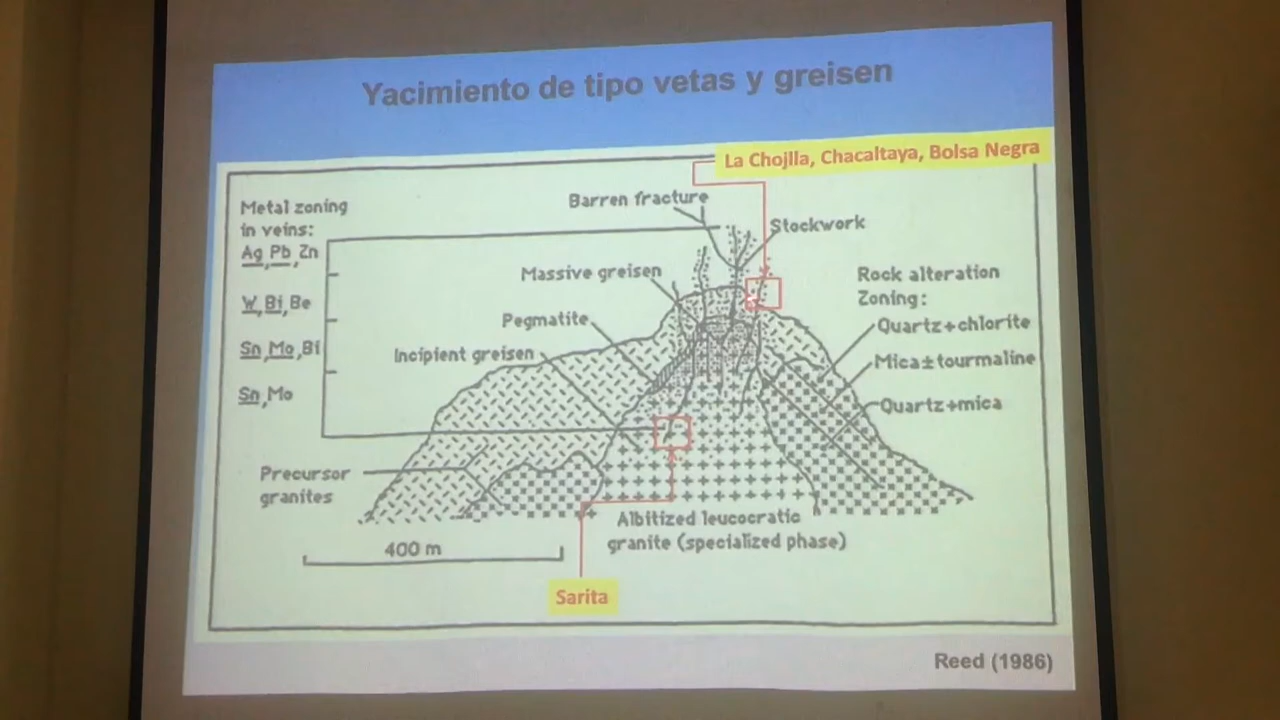 Yacimiento de tipo vetas y greisen
La Chojlla, Chacaltaya, Bolsa Negra
Metal zoning
in veins:
Ag, Pb, Zn
W, Bi, Be
Sn, Mo, Bi
Sn, Mo
Barren fracture
Stockwork
Massive greisen
Pegmatite
Incipient greisen
Rock alteration
Zoning:
Quartz+chlorite
Mica±tourmaline
Quartz+mica
Precursor
granites
400 m
Albitized leucocratic
granite (specialized phase)
Sarita
Reed (1986)